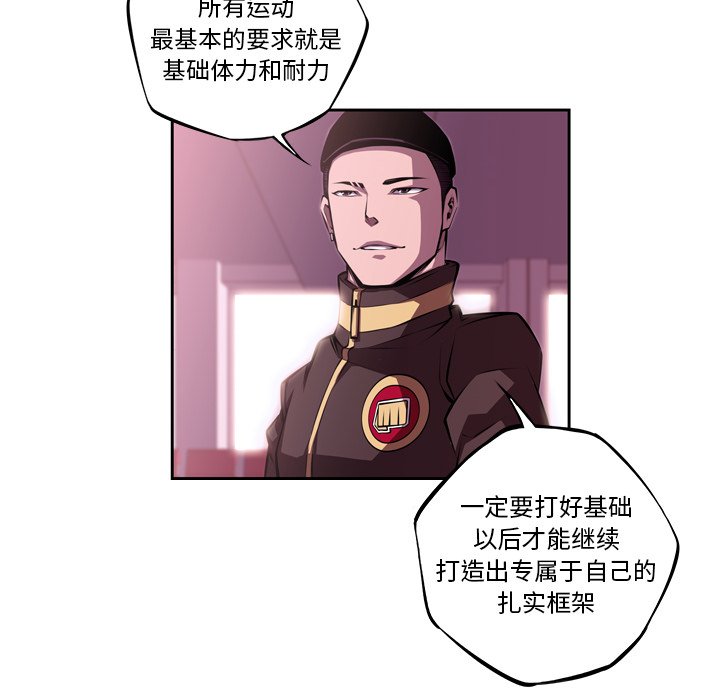 所有运动
最基本的要求就是
基础体力和耐力
一定要打好基础
以后才能继续
打造出专属于自己的
扎实框架